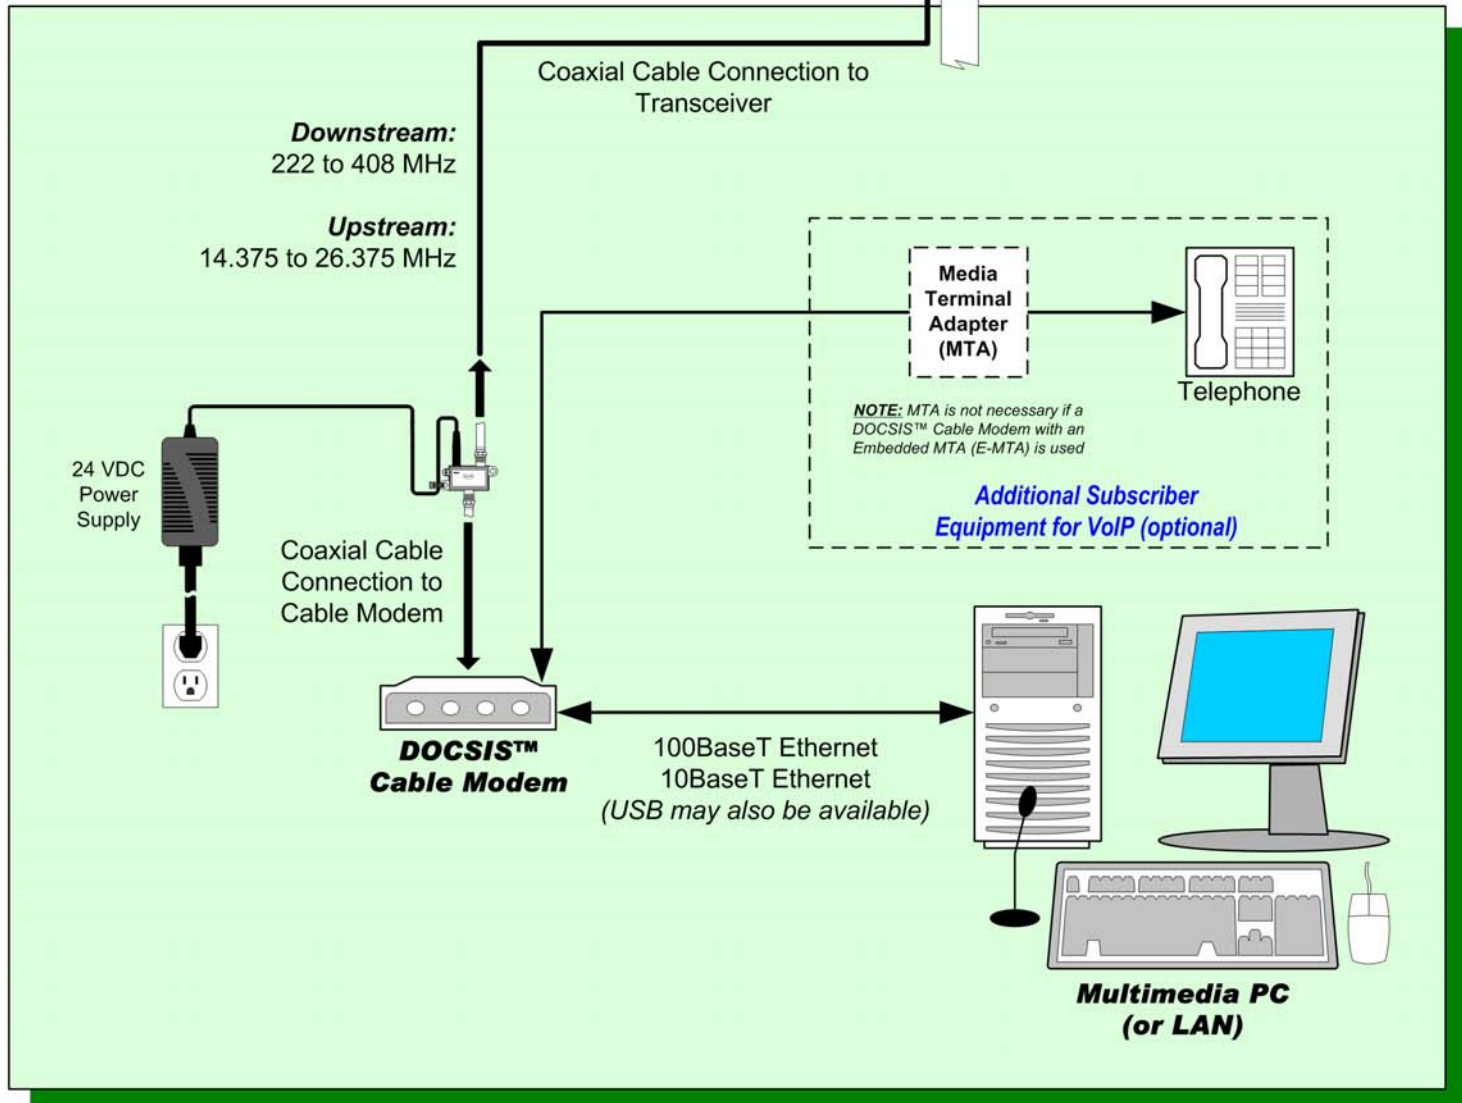 Coaxial Cable Connection to
Transceiver
Downstream:
222 to 408 MHz
Upstream:
14.375 to 26.375 MHz
Media
Terminal
Adapter
(MTA)
Telephone
NOTE: MTA is not necessary if a
DOCSIS™ Cable Modem with an
Embedded MTA (E-MTA) is used
Additional Subscriber
Equipment for VoIP (optional)
24 VDC
Power
Supply
Coaxial Cable
Connection to
Cable Modem
DOCSIS™
Cable Modem
100BaseT Ethernet
10BaseT Ethernet
(USB may also be available)
Multimedia PC
(or LAN)